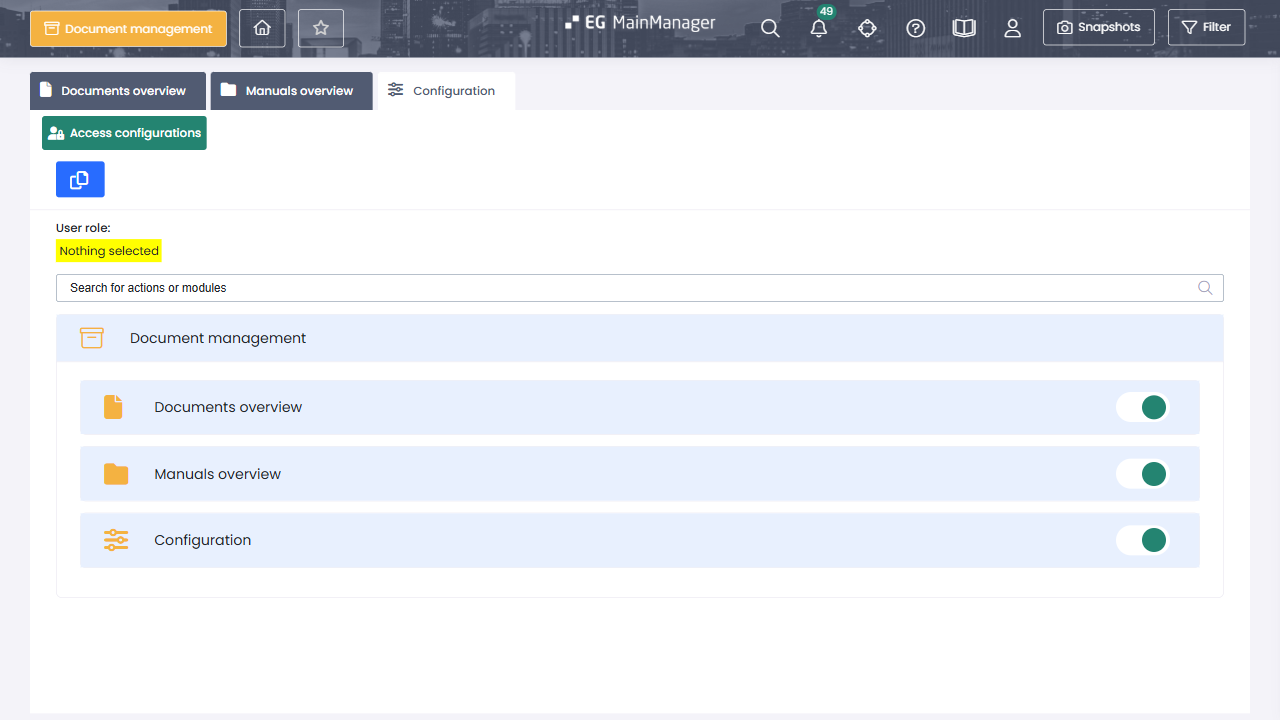 Document management
EG MainManager
49
Snapshots
Filter
Documents overview
Manuals overview
Configuration
Access configurations
User role:
Nothing selected
Search for actions or modules
Document management
Documents overview
Manuals overview
Configuration